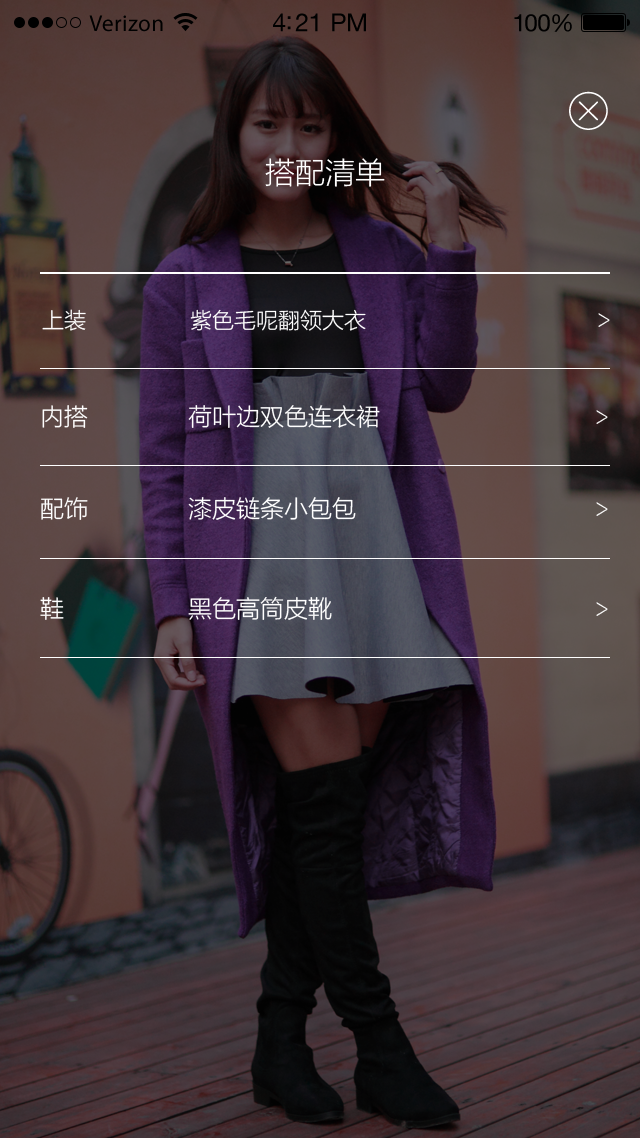 Verizon 4:21 PM 100%
搭配清单
上装 紫色毛呢翻领大衣 >
内搭 荷叶边双色连衣裙 >
配饰 漆皮链条小包包 >
鞋 黑色高筒皮靴 >